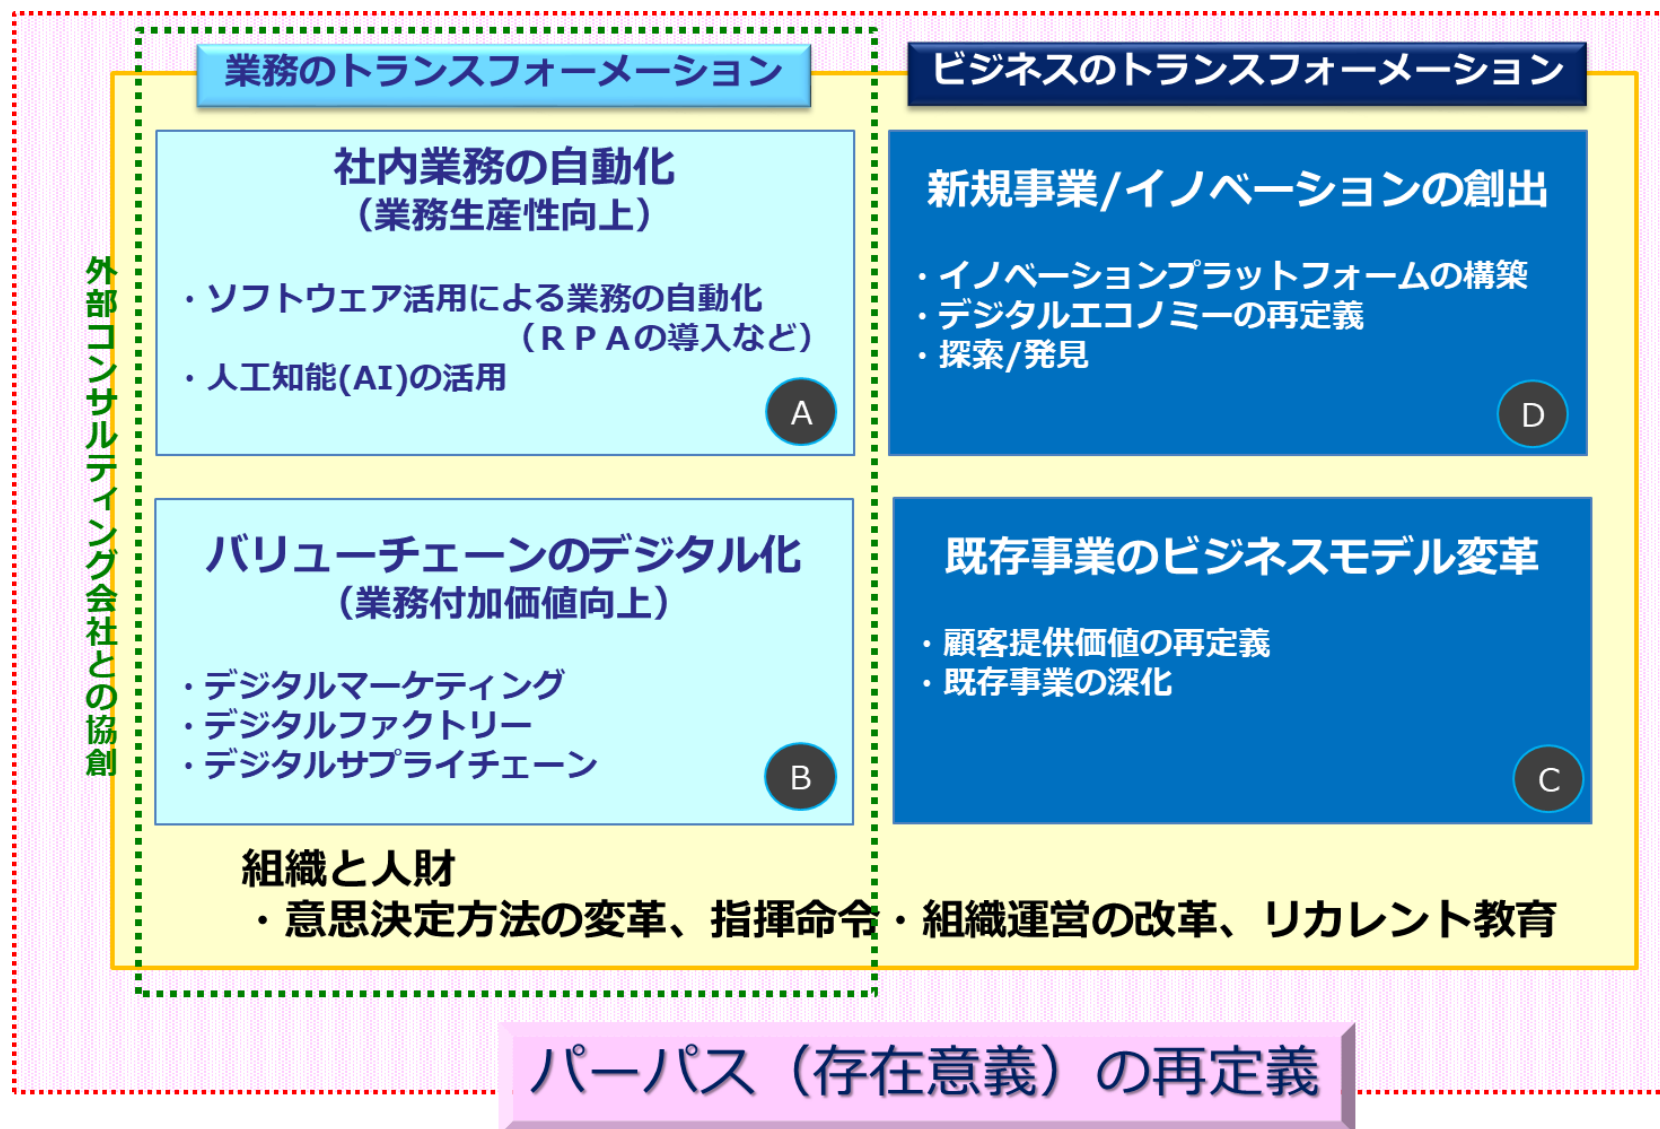 業務のトランスフォーメーション
ビジネスのトランスフォーメーション
社内業務の自動化
（業務生産性向上）
・ソフトウェア活用による業務の自動化
（ＲＰＡの導入など）
・人工知能(AI)の活用
A
新規事業/イノベーションの創出
・イノベーションプラットフォームの構築
・デジタルエコノミーの再定義
・探索/発見
D
外部コンサルティング会社との協創
バリューチェーンのデジタル化
（業務付加価値向上）
・デジタルマーケティング
・デジタルファクトリー
・デジタルサプライチェーン
B
既存事業のビジネスモデル変革
・顧客提供価値の再定義
・既存事業の深化
C
組織と人財
・意思決定方法の変革、指揮命令・組織運営の改革、リカレント教育
パーパス（存在意義）の再定義